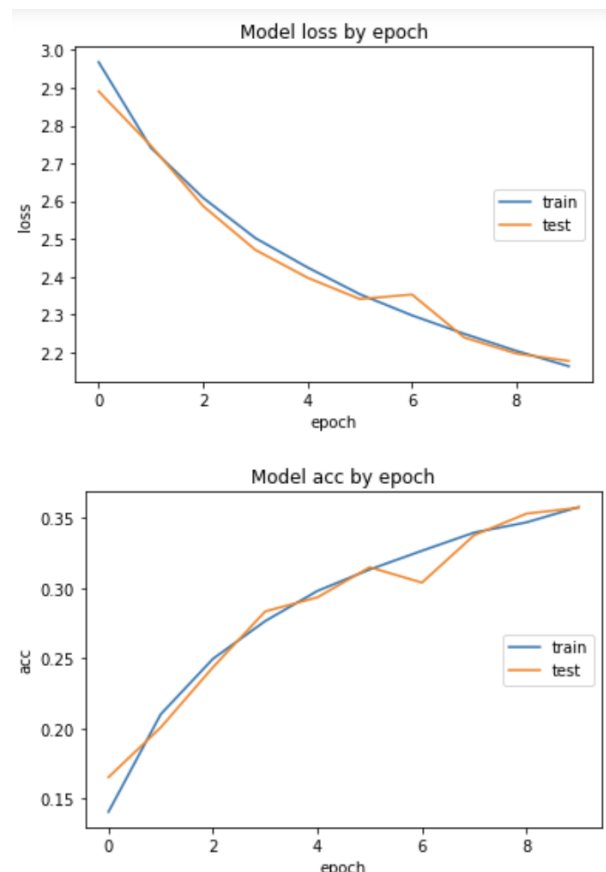 Model loss by epoch
3.0
2.9
2.8
2.7
2.6
2.5
2.4
2.3
2.2
loss
train
test
0 2 4 6 8
epoch
Model acc by epoch
0.35
0.30
0.25
0.20
0.15
acc
train
test
0 2 4 6 8
epoch